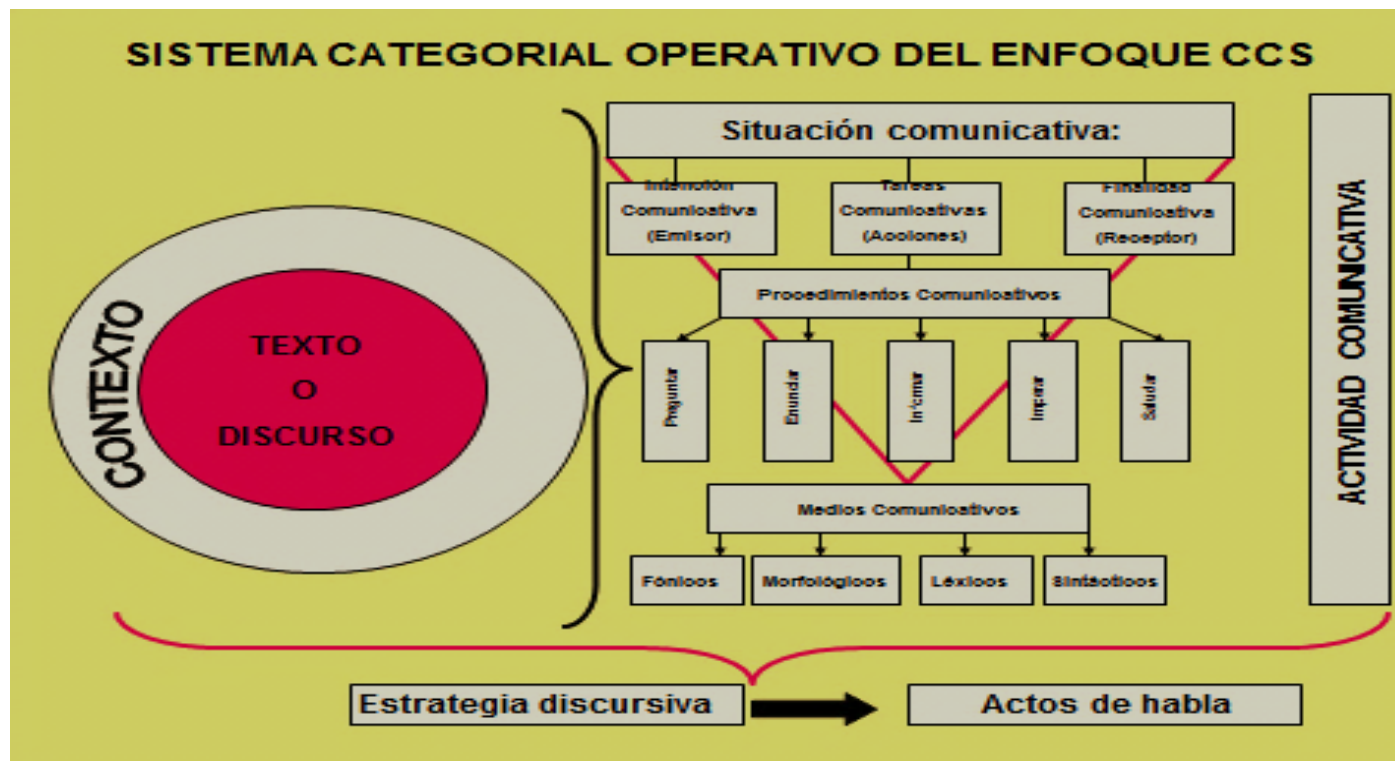 SISTEMA CATEGORIAL OPERATIVO DEL ENFOQUE CCS
Situación comunicativa:
Intención
Comunicativa
(Emisor)
Tareas
Comunicativas
(Acciones)
Finalidad
Comunicativa
(Receptor)
Procedimientos Comunicativos
Preguntar
Enunciar
Informar
Imperar
Saludar
Medios Comunicativos
Fónicos
Morfológicos
Léxicos
Sintácticos
CONTEXTO
TEXTO
O
DISCURSO
ACTIVIDAD COMUNICATIVA
Estrategia discursiva
Actos de habla